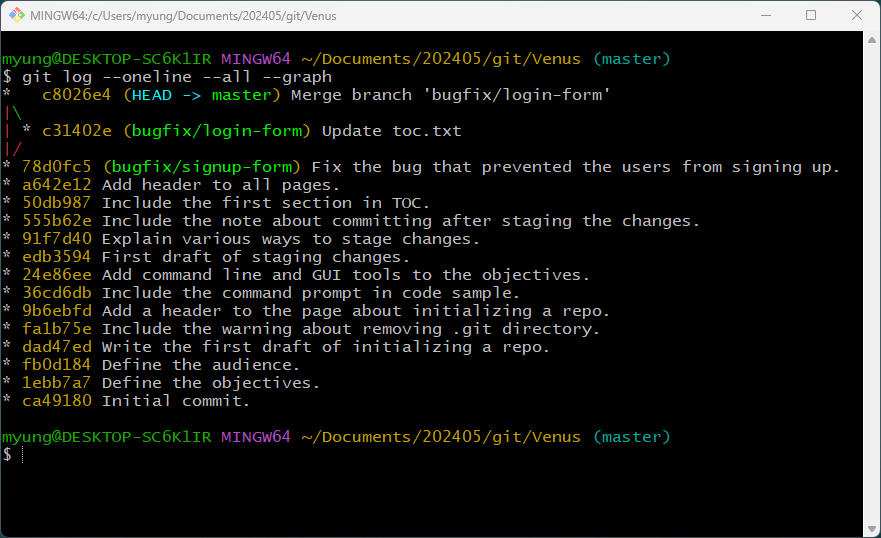 MINGW64:/c/Users/myung/Documents/202405/git/Venus
myung@DESKTOP-SC6K1IR MINGW64 ~/Documents/202405/git/Venus (master)
$ git log --oneline --all --graph
*   c8026e4 (HEAD -> master) Merge branch 'bugfix/login-form'
|\
| * c31402e (bugfix/login-form) Update toc.txt
|/
* 78d0fc5 (bugfix/signup-form) Fix the bug that prevented the users from signing up.
* a642e12 Add header to all pages.
* 50db987 Include the first section in TOC.
* 555b62e Include the note about committing after staging the changes.
* 91f7d40 Explain various ways to stage changes.
* edb3594 First draft of staging changes.
* 24e86ee Add command line and GUI tools to the objectives.
* 36cd6db Include the command prompt in code sample.
* 9b6ebfd Add a header to the page about initializing a repo.
* fa1b75e Include the warning about removing .git directory.
* dad47ed Write the first draft of initializing a repo.
* fb0d184 Define the audience.
* 1ebb7a7 Define the objectives.
* ca49180 Initial commit.
myung@DESKTOP-SC6K1IR MINGW64 ~/Documents/202405/git/Venus (master)
$